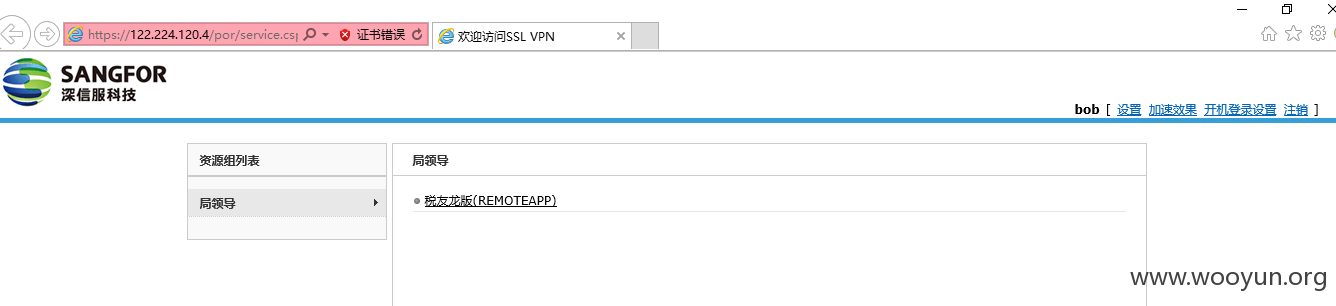 https://122.224.120.4/por/service.csp
证书错误
欢迎访问SSL VPN
SANGFOR
深信服科技
bob [ 设置 加速效果 开机登录设置 注销 ]
资源组列表
局领导
局领导
税友龙版(REMOTEAPP)
www.wooyun.org